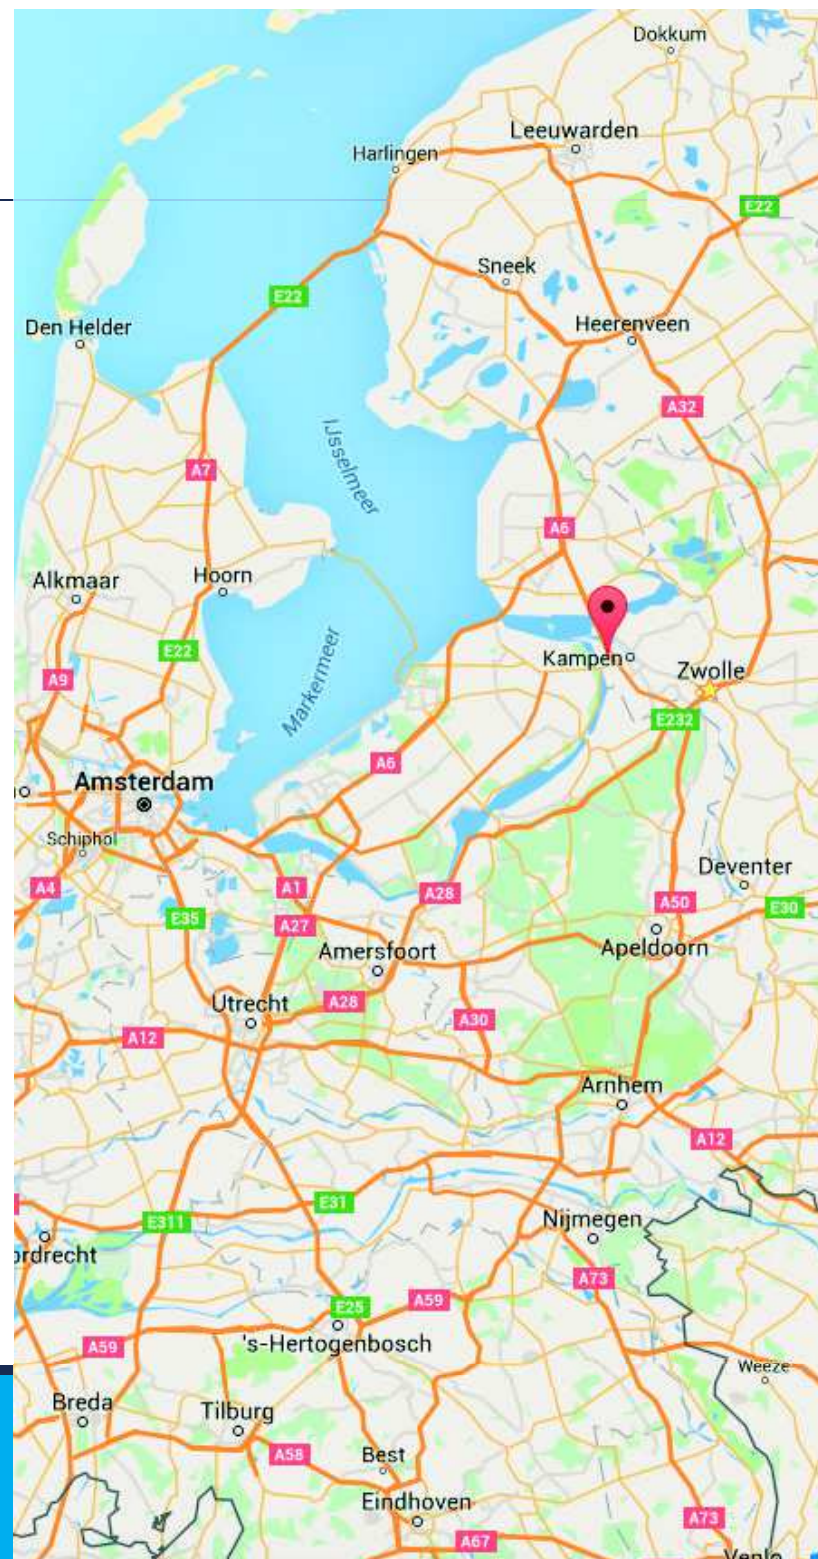 Dokkum
Leeuwarden
Harlingen
E22
Sneek
E22
Den Helder
Heerenveen
A32
IJsselmeer
A7
A6
Alkmaar
Hoorn
E22
Markermeer
Kampen
Zwolle
A9
E232
A6
Amsterdam
Schiphol
Deventer
A4
A1
A28
A50
E30
E35
A27
Amersfoort
Apeldoorn
Utrecht
A28
A30
A12
Arnhem
A12
E31
E311
Nijmegen
ordrecht
A73
A59
E25
's-Hertogenbosch
A59
Weeze
Breda
Tilburg
A58
Best
Eindhoven
A73
A67
Venlo